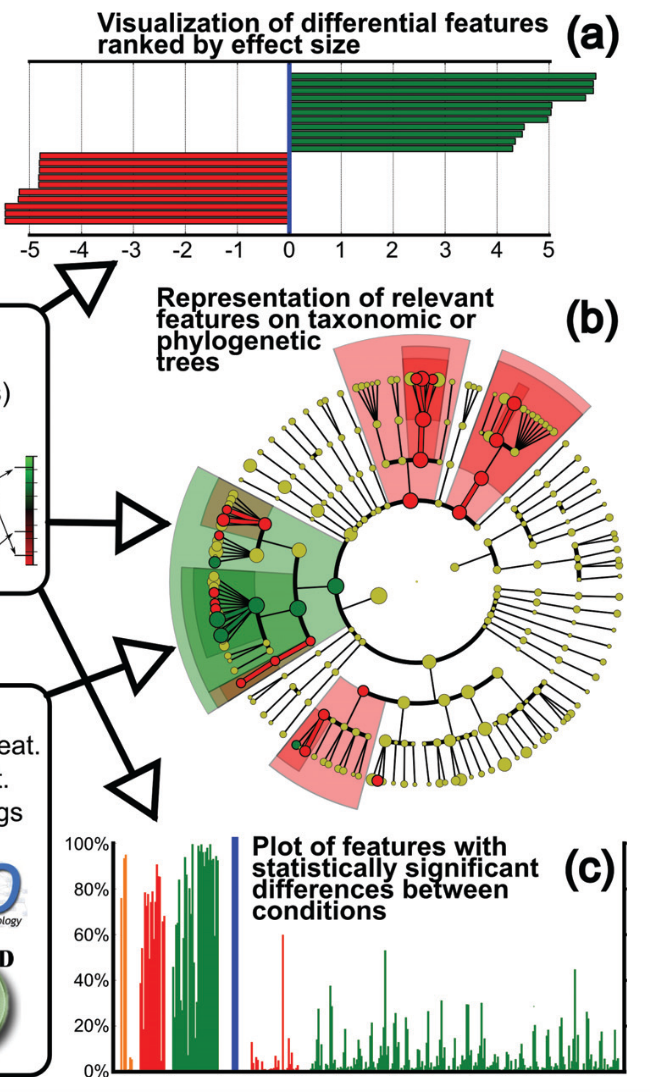 Visualization of differential features
ranked by effect size
(a)
-5 -4 -3 -2 -1 0 1 2 3 4 5
Representation of relevant
features on taxonomic or
phylogenetic
trees
(b)
)
eat.
t.
gs
ology
D
100%
80%
60%
40%
20%
0%
Plot of features with
statistically significant
differences between
conditions
(c)